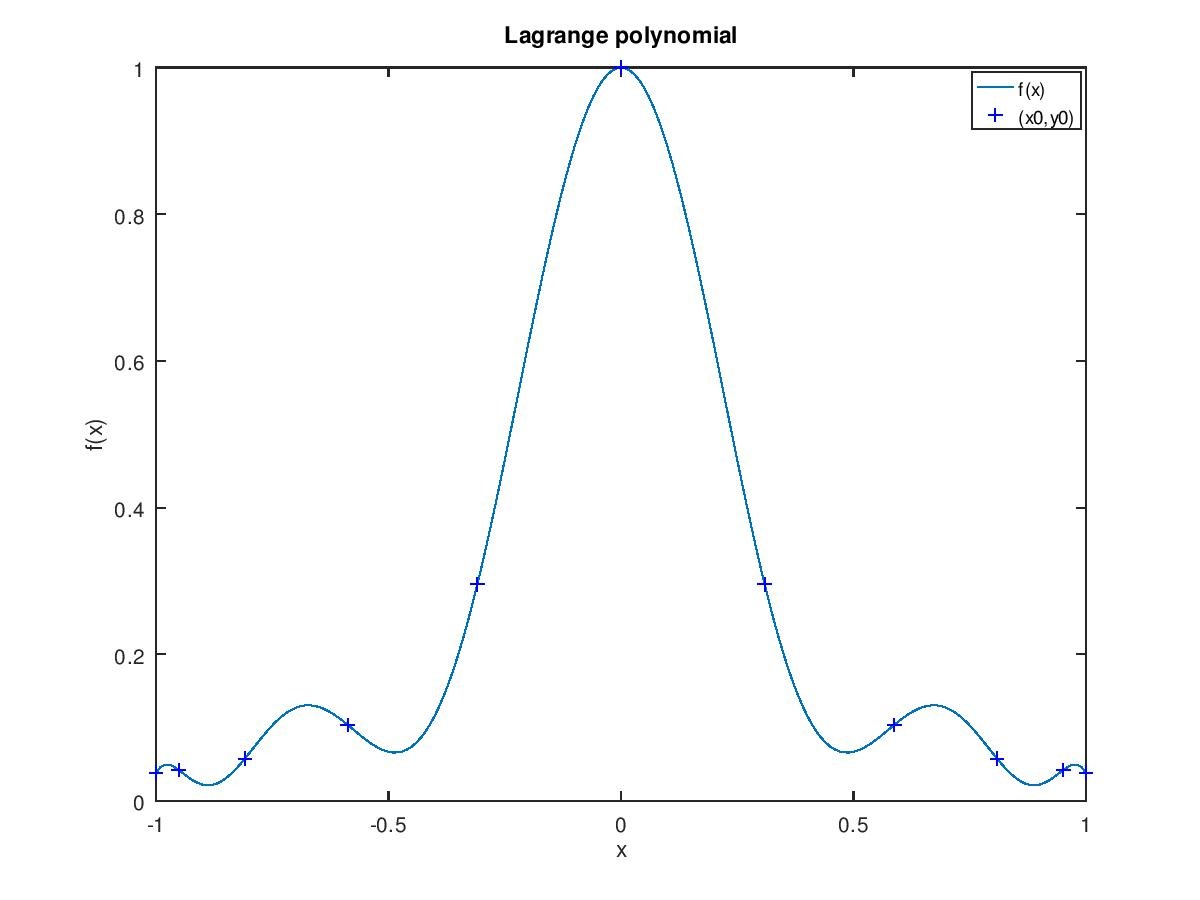 Lagrange polynomial
f(x)
(x0,y0)
1
0.8
0.6
0.4
0.2
0
f(x)
-1
-0.5
0
0.5
1
x